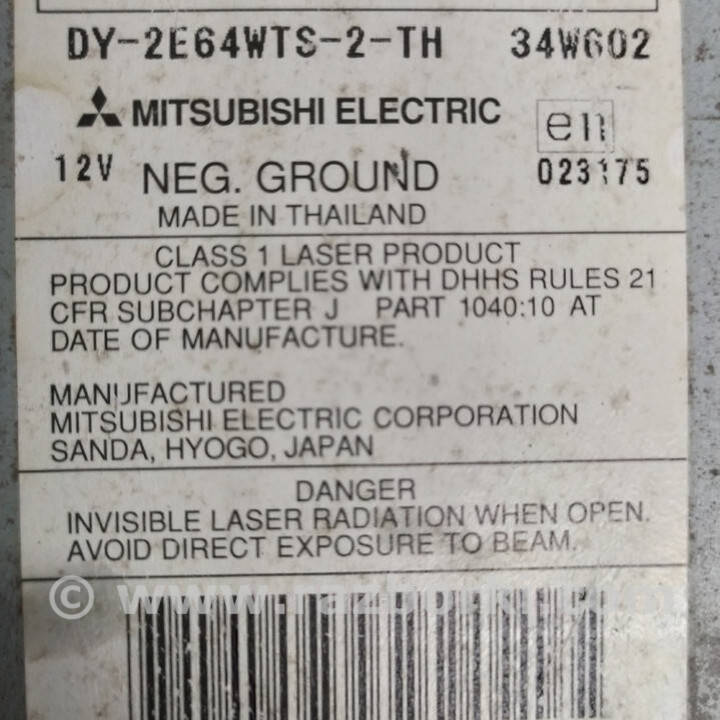 DY-2E64WTS-2-TH 34W602
MITSUBISHI ELECTRIC en
12V NEG. GROUND 023175
MADE IN THAILAND
CLASS 1 LASER PRODUCT
PRODUCT COMPLIES WITH DHHS RULES 21
CFR SUBCHAPTER J PART 1040:10 AT
DATE OF MANUFACTURE.
MANUFACTURED
MITSUBISHI ELECTRIC CORPORATION
SANDA, HYOGO, JAPAN
DANGER
INVISIBLE LASER RADIATION WHEN OPEN.
AVOID DIRECT EXPOSURE TO BEAM.